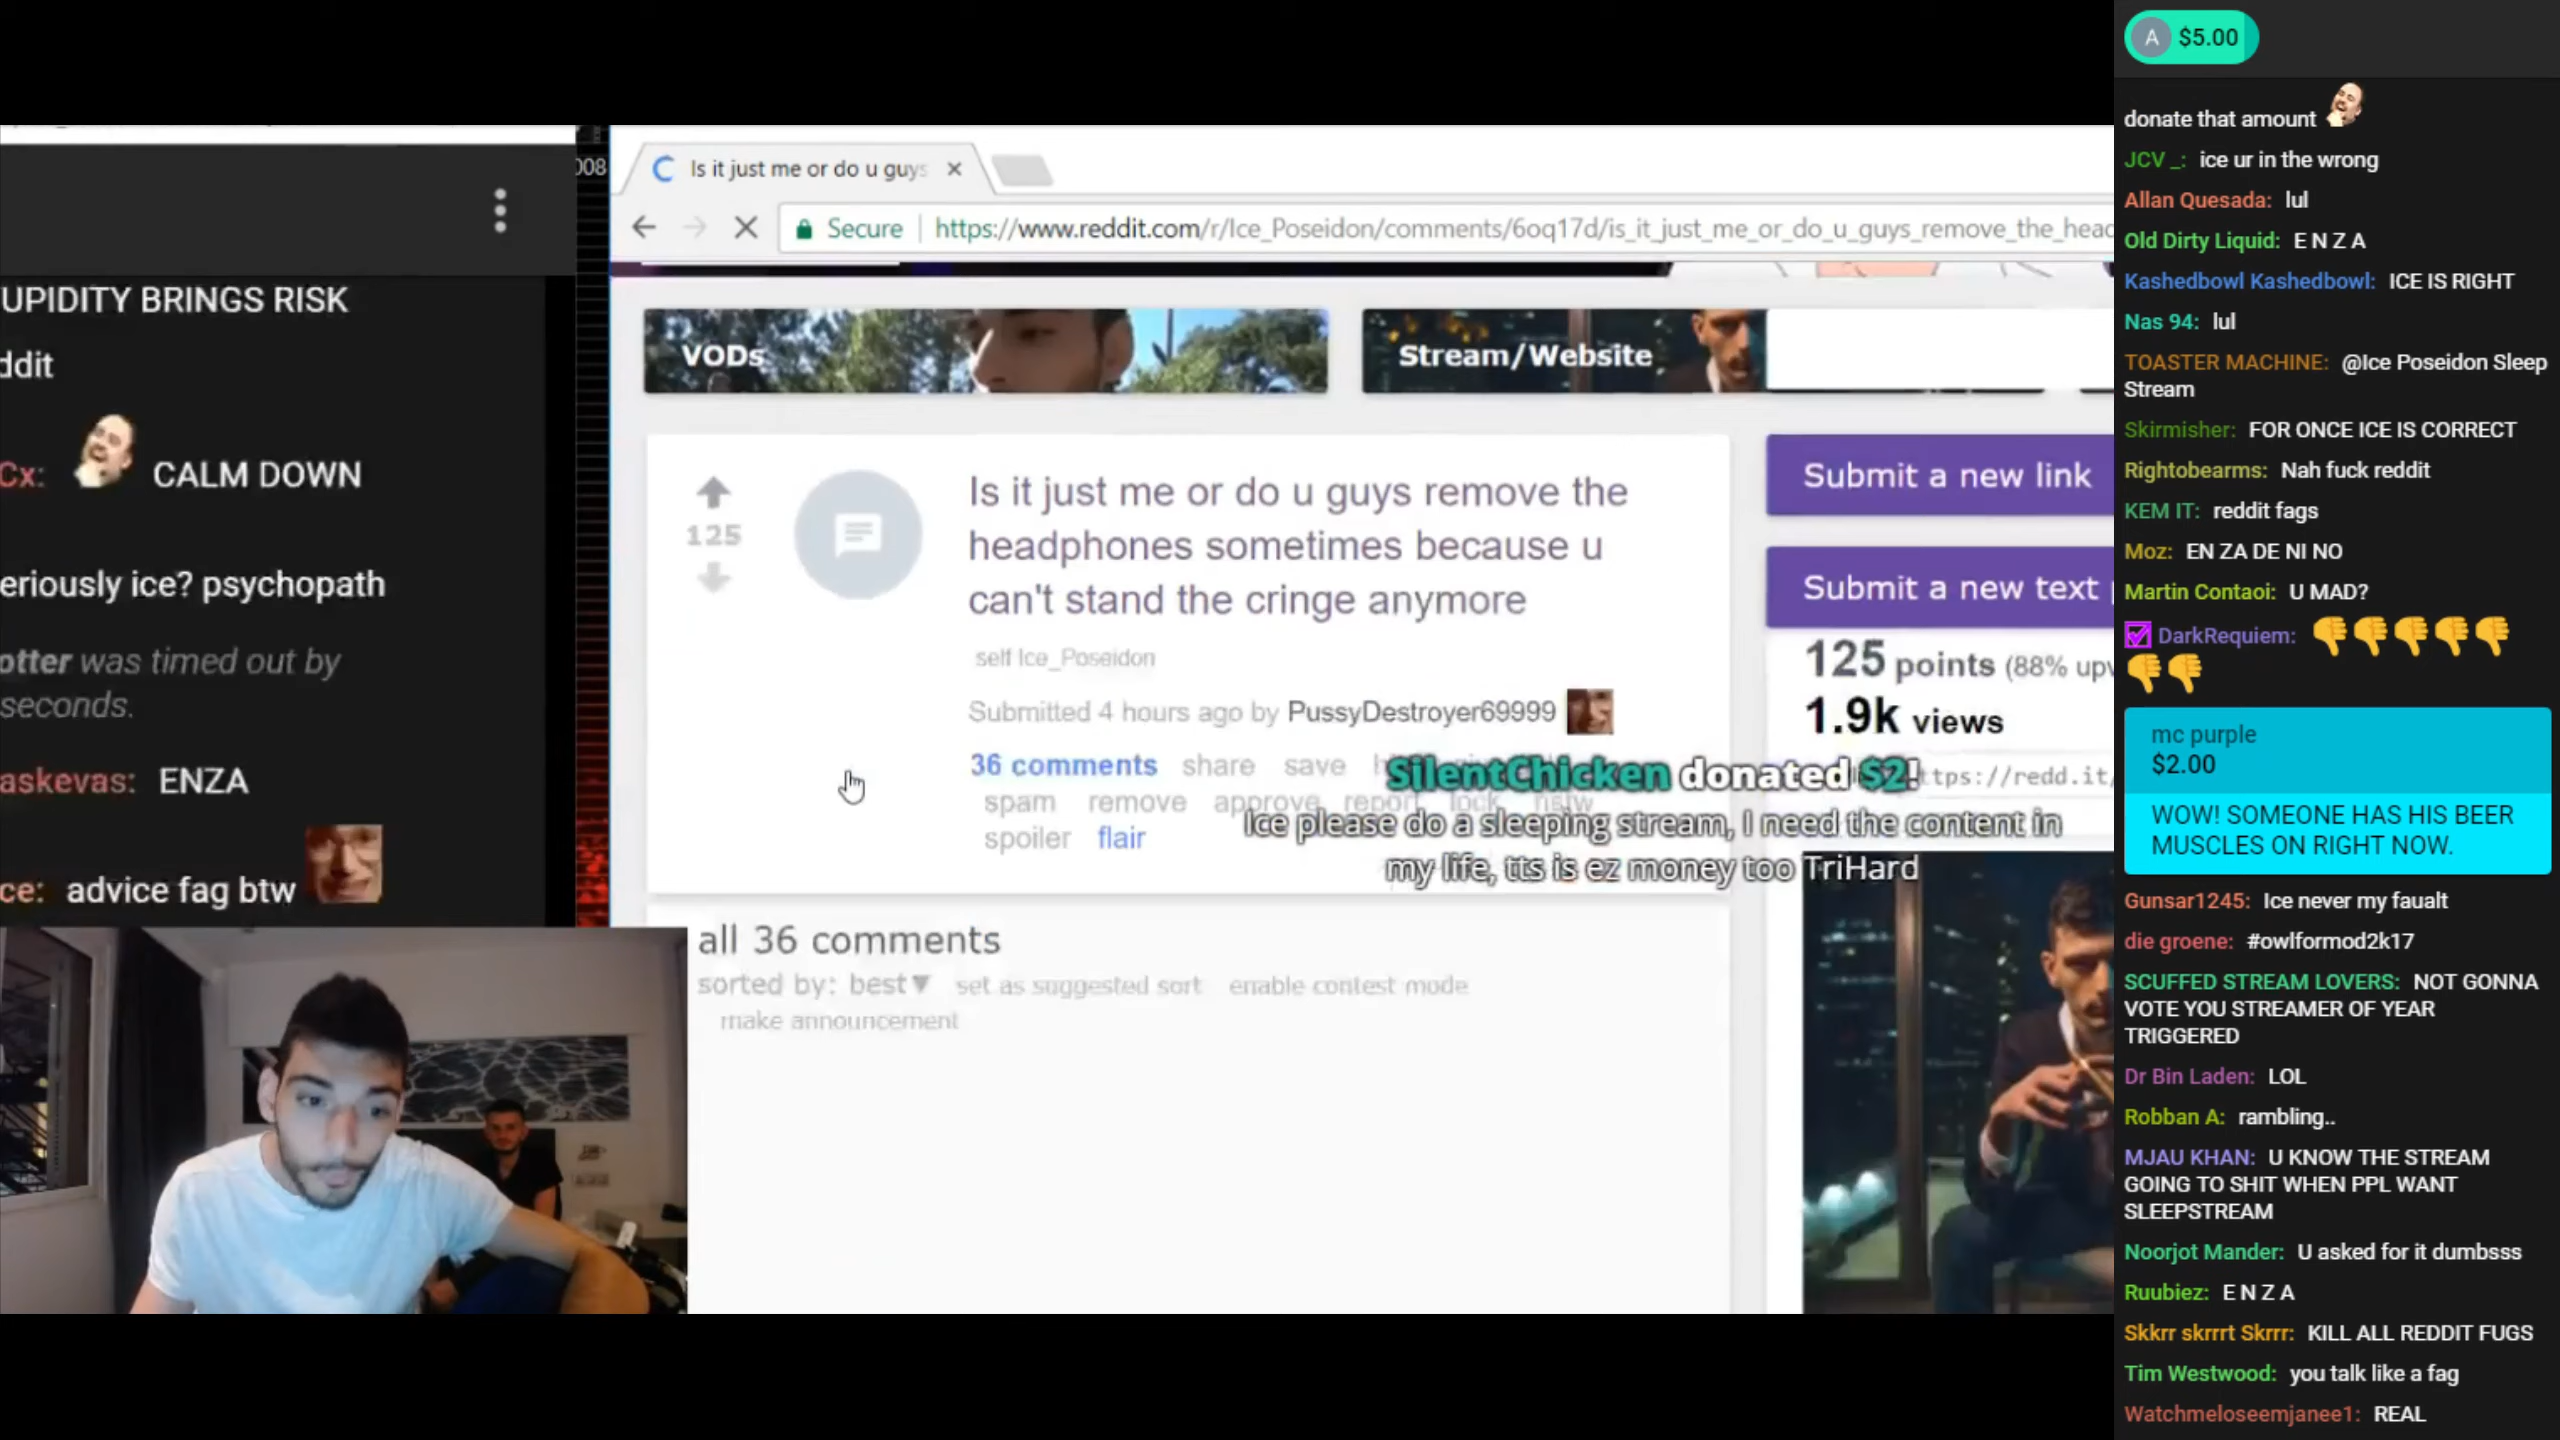 008
UPIDITY BRINGS RISK
ddit
Cx: CALM DOWN
eriously ice? psychopath
otter was timed out by
seconds.
askevas: ENZA
ce: advice fag btw
Is it just me or do u guys
Secure https://www.reddit.com/r/Ice_Poseidon/comments/6oq17d/is_it_just_me_or_do_u_guys_remove_the_head
VODs
Stream/Website
125
Is it just me or do u guys remove the
headphones sometimes because u
can't stand the cringe anymore
self Ice_Poseidon
Submitted 4 hours ago by PussyDestroyer69999
36 comments share save
spam remove approve report lock nsfw
spoiler flair
Submit a new link
Submit a new text
125 points (88% upv
1.9k views
ttps://redd.it/
SilentChicken donated $2!
Ice please do a sleeping stream, I need the content in
my life, tts is ez money too TriHard
all 36 comments
sorted by: best▼ set as suggested sort enable contest mode
make announcement
A $5.00
donate that amount
JCV _: ice ur in the wrong
Allan Quesada: lul
Old Dirty Liquid: E N Z A
Kashedbowl Kashedbowl: ICE IS RIGHT
Nas 94: lul
TOASTER MACHINE: @Ice Poseidon Sleep
Stream
Skirmisher: FOR ONCE ICE IS CORRECT
Rightobearms: Nah fuck reddit
KEM IT: reddit fags
Moz: EN ZA DE NI NO
Martin Contaoi: U MAD?
DarkRequiem: 👎👎👎👎👎
👎👎
mc purple
$2.00
WOW! SOMEONE HAS HIS BEER
MUSCLES ON RIGHT NOW.
Gunsar1245: Ice never my faualt
die groene: #owlformod2k17
SCUFFED STREAM LOVERS: NOT GONNA
VOTE YOU STREAMER OF YEAR
TRIGGERED
Dr Bin Laden: LOL
Robban A: rambling..
MJAU KHAN: U KNOW THE STREAM
GOING TO SHIT WHEN PPL WANT
SLEEPSTREAM
Noorjot Mander: U asked for it dumbsss
Ruubiez: E N Z A
Skkrr skrrrt Skrrr: KILL ALL REDDIT FUGS
Tim Westwood: you talk like a fag
Watchmeloseemjanee1: REAL